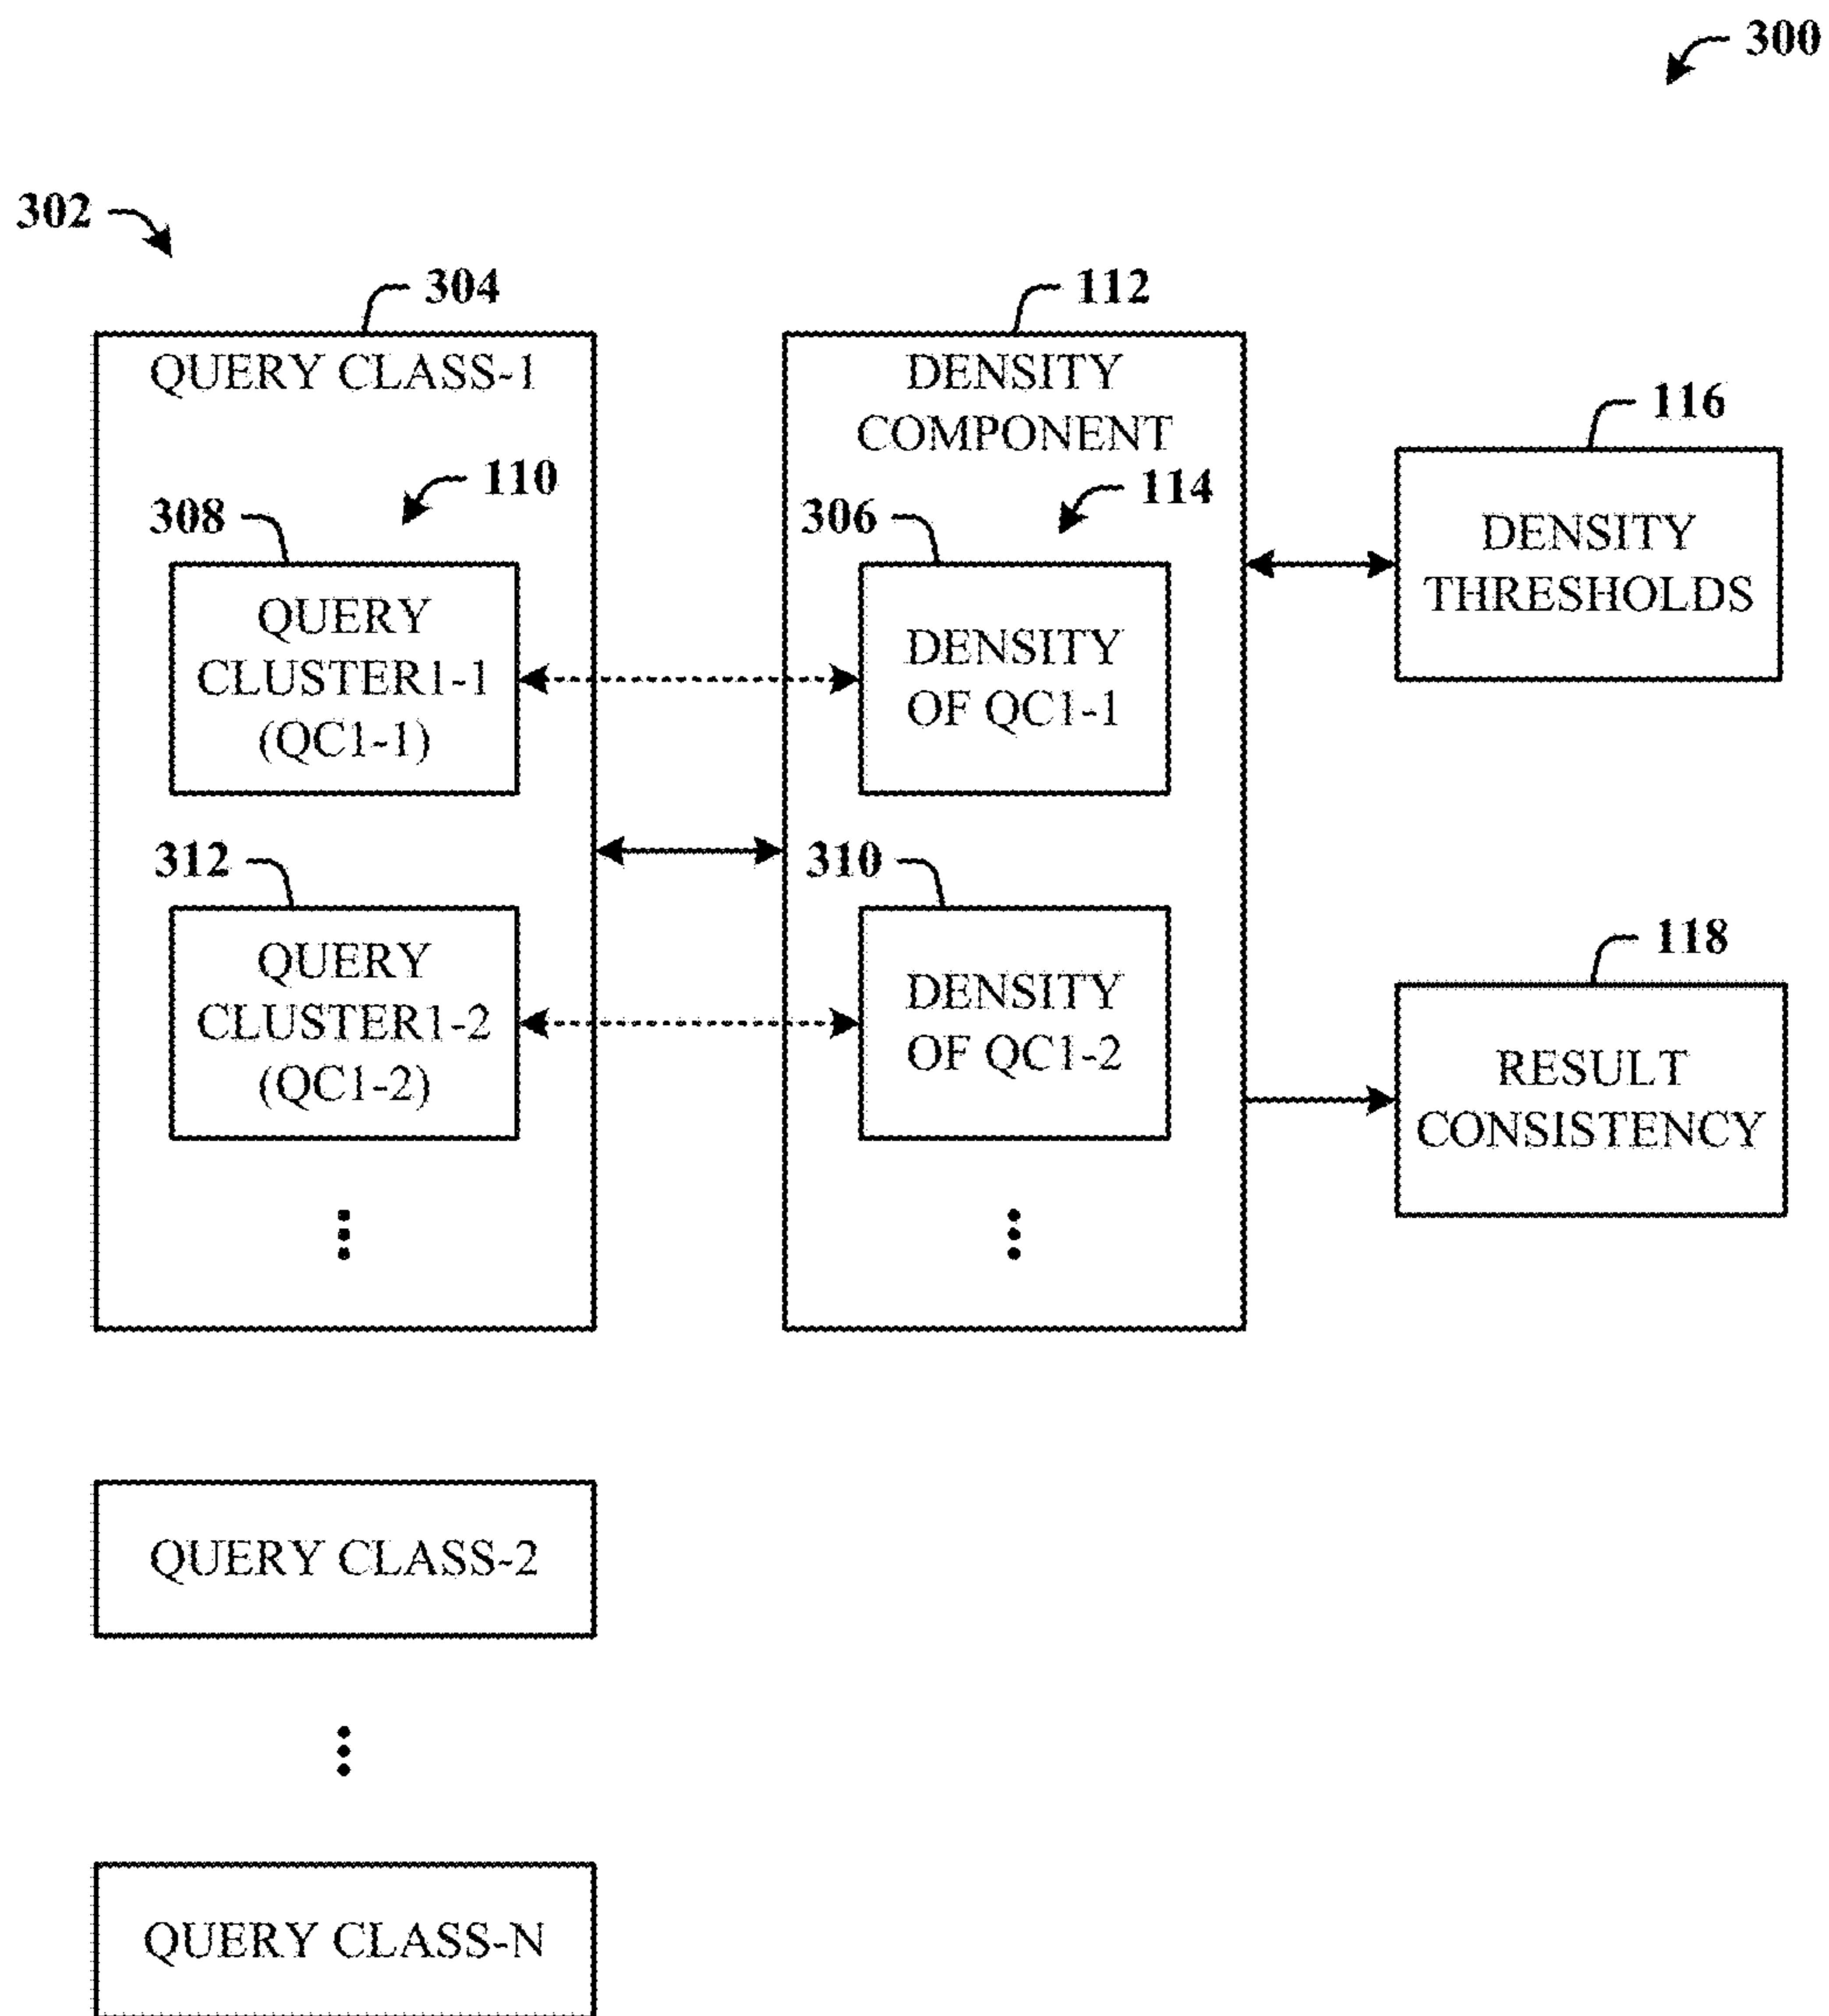 300
302
304
112
QUERY CLASS-1
DENSITY
COMPONENT
116
110
114
308
306
DENSITY
THRESHOLDS
QUERY
CLUSTER1-1
(QC1-1)
DENSITY
OF QC1-1
312
310
118
QUERY
CLUSTER1-2
(QC1-2)
DENSITY
OF QC1-2
RESULT
CONSISTENCY
QUERY CLASS-2
QUERY CLASS-N